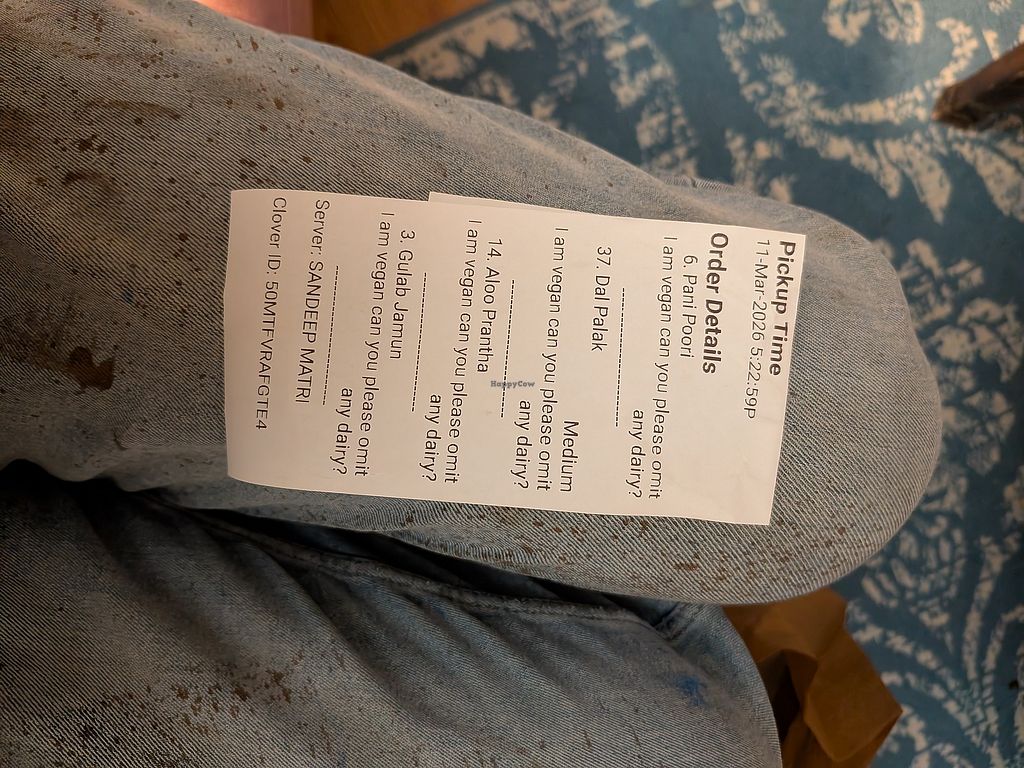 Pickup Time
11-Mar-2026 5:22:59P
Order Details
6. Pani Poori
I am vegan can you please omit
any dairy?
--------------------
37. Dal Palak
Medium
I am vegan can you please omit
any dairy?
--------------------
14. Aloo Prantha
I am vegan can you please omit
any dairy?
--------------------
3. Gulab Jamun
I am vegan can you please omit
any dairy?
--------------------
Server: SANDEEP MATRI
Clover ID: 50M1FVRAFGTE4
HappyCow